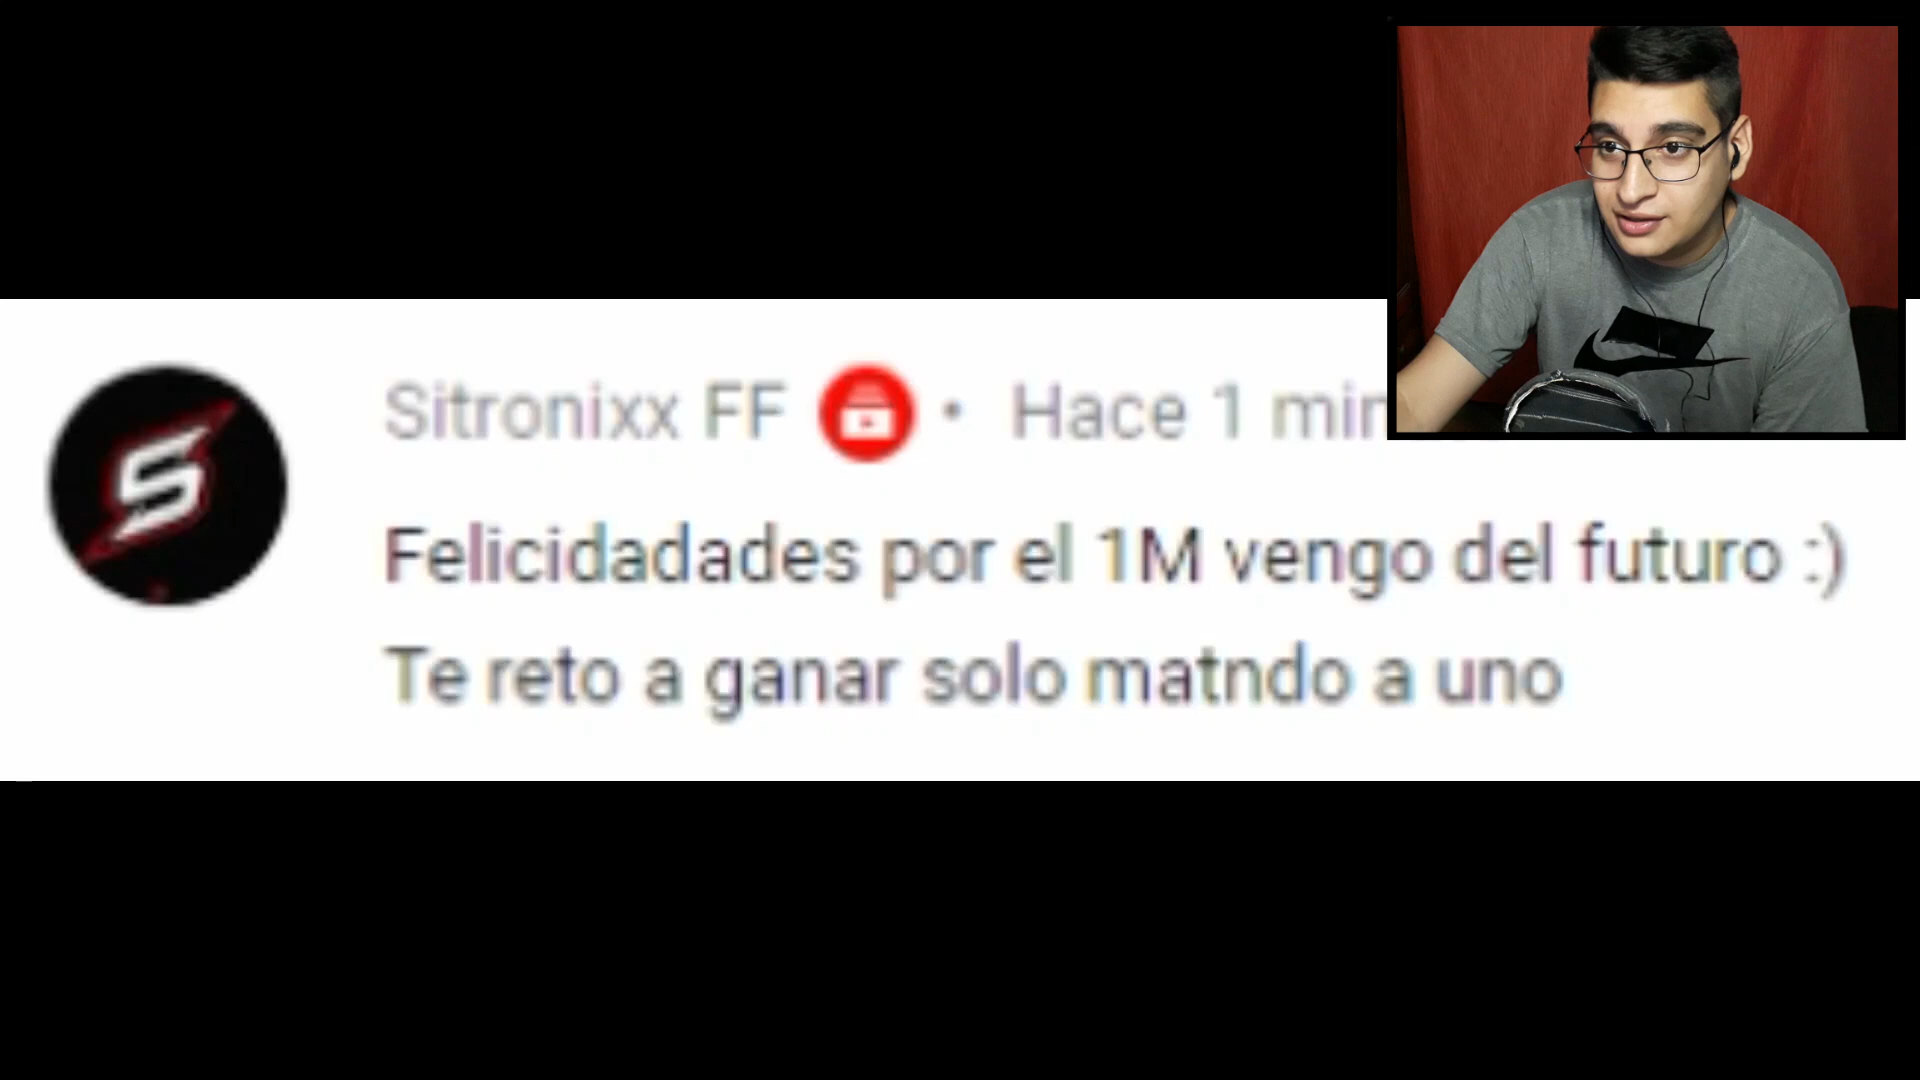 Sitronixx FF • Hace 1 min
Felicidadades por el 1M vengo del futuro :)
Te reto a ganar solo matndo a uno